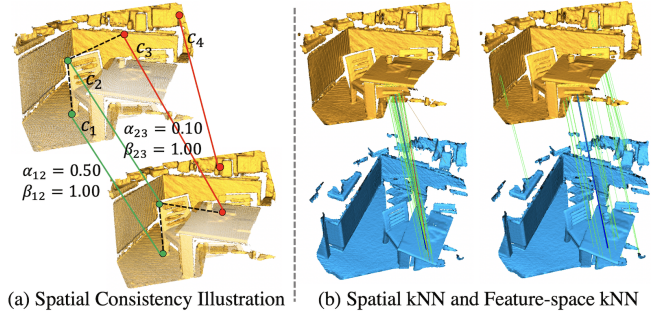 c₁
c₂
c₃
c₄
α₁₂ = 0.50
β₁₂ = 1.00
α₂₃ = 0.10
β₂₃ = 1.00
(a) Spatial Consistency Illustration
(b) Spatial kNN and Feature-space kNN